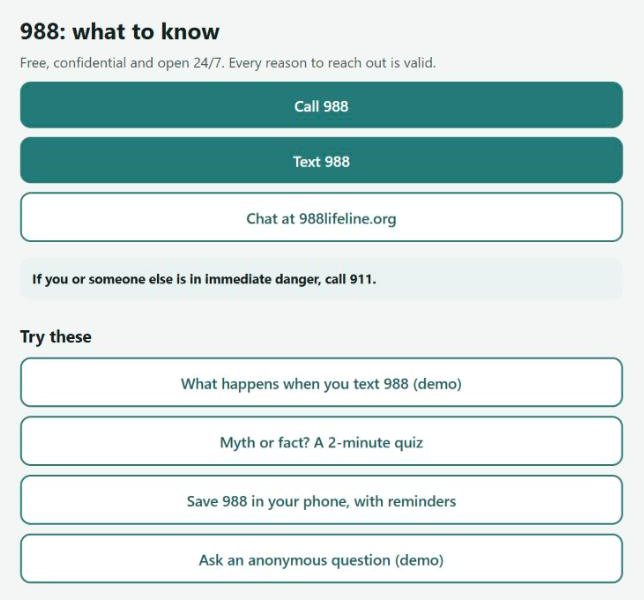 988: what to know
Free, confidential and open 24/7. Every reason to reach out is valid.
Call 988
Text 988
Chat at 988lifeline.org
If you or someone else is in immediate danger, call 911.
Try these
What happens when you text 988 (demo)
Myth or fact? A 2-minute quiz
Save 988 in your phone, with reminders
Ask an anonymous question (demo)